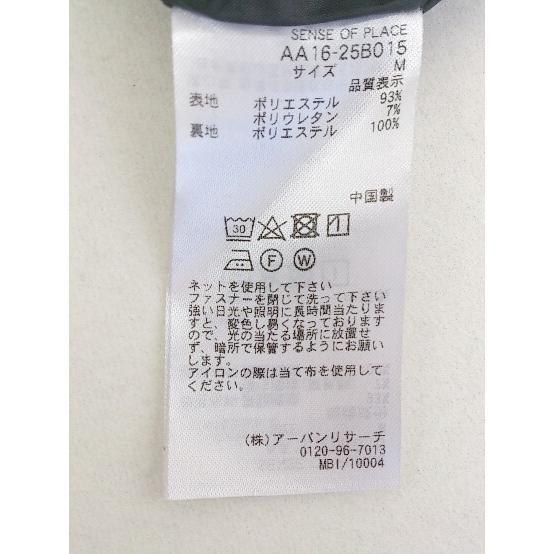 SENSE OF PLACE
AA16-25B015
サイズ M
品質表示
表地 ポリエステル 93%
ポリウレタン 7%
裏地 ポリエステル 100%
中国製
30
F W
ネットを使用して下さい
ファスナーを閉じて洗って下さい
強い日光や照明に長時間当たりま
すと、変色し易くなっております
ので、光の当たる場所に放置せ
ず、暗所で保管するようにお願い
します。
アイロンの際は当て布を使用して
ください。
(株)アーバンリサーチ
0120-96-7013
MBI/10004